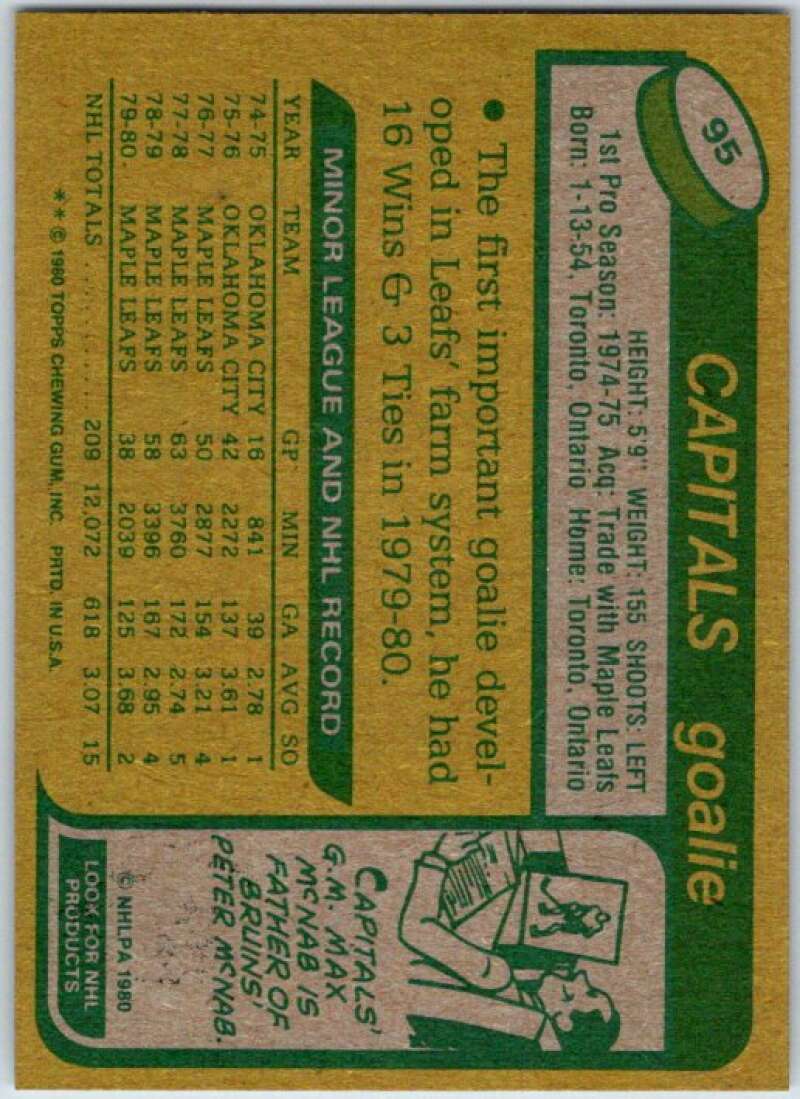 95
CAPITALS goalie
HEIGHT: 5'9" WEIGHT: 155 SHOOTS: LEFT
1st Pro Season: 1974-75 Acq: Trade with Maple Leafs
Born: 1-13-54, Toronto, Ontario Home: Toronto, Ontario
● The first important goalie devel-
oped in Leafs' farm system, he had
16 Wins & 3 Ties in 1979-80.
MINOR LEAGUE AND NHL RECORD
YEAR TEAM GP MIN GA AVG SO
74-75 OKLAHOMA CITY 16 841 39 2.78 1
75-76 OKLAHOMA CITY 42 2272 137 3.61 1
76-77 MAPLE LEAFS 50 2877 154 3.21 4
77-78 MAPLE LEAFS 63 3760 172 2.74 5
78-79 MAPLE LEAFS 58 3396 167 2.95 4
79-80 MAPLE LEAFS 38 2039 125 3.68 2
NHL TOTALS .......... 209 12,072 618 3.07 15
**© 1980 TOPPS CHEWING GUM, INC. PRTD. IN U.S.A.
CAPITALS'
G.M. MAX
McNAB IS
FATHER OF
BRUINS'
PETER McNAB.
© NHLPA 1980
LOOK FOR NHL
PRODUCTS